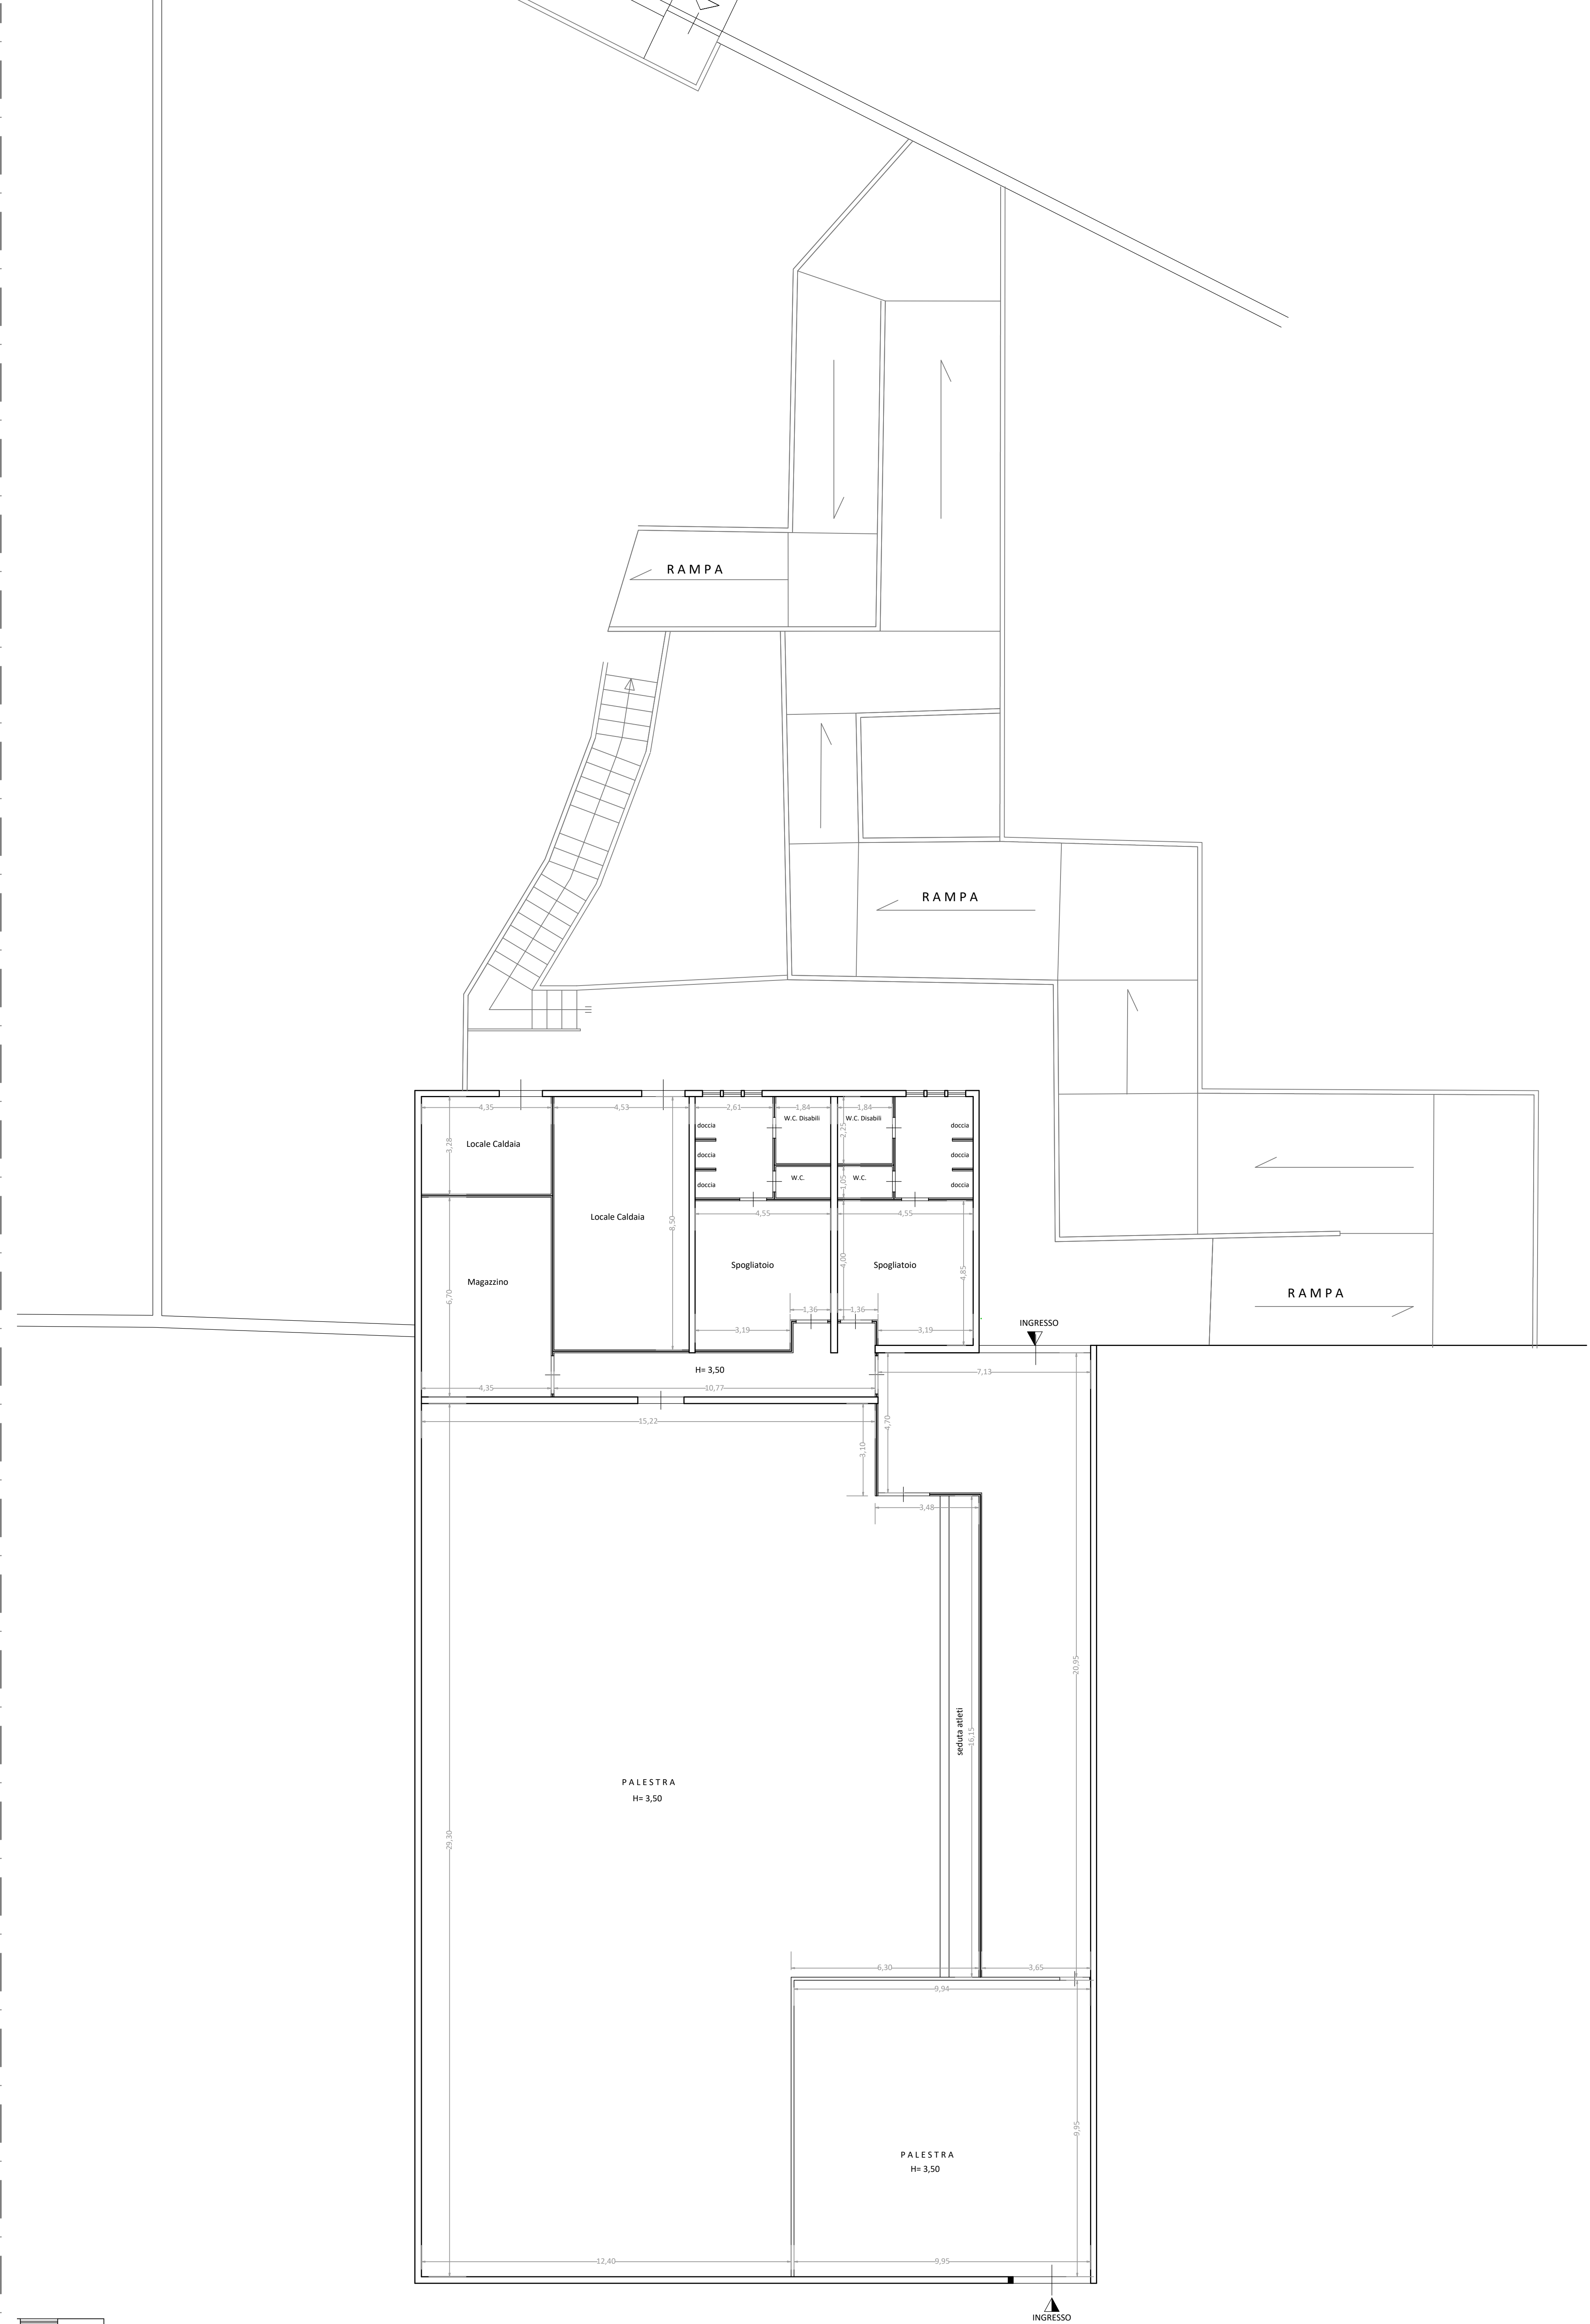 RAMPA
RAMPA
4,35
4,53
2,61
1,84
1,84
W.C. Disabili
W.C. Disabili
doccia
doccia
2,25
3,28
Locale Caldaia
doccia
doccia
W.C.
W.C.
1,05
doccia
doccia
4,55
4,55
Locale Caldaia
8,50
4,00
Spogliatoio
Spogliatoio
4,85
Magazzino
6,70
RAMPA
1,36
1,36
INGRESSO
3,19
3,19
H= 3,50
7,13
4,35
10,77
15,22
4,70
3,10
3,48
20,95
seduta atleti
16,15
PALESTRA
H= 3,50
29,30
6,30
3,65
9,94
9,95
PALESTRA
H= 3,50
12,40
9,95
INGRESSO